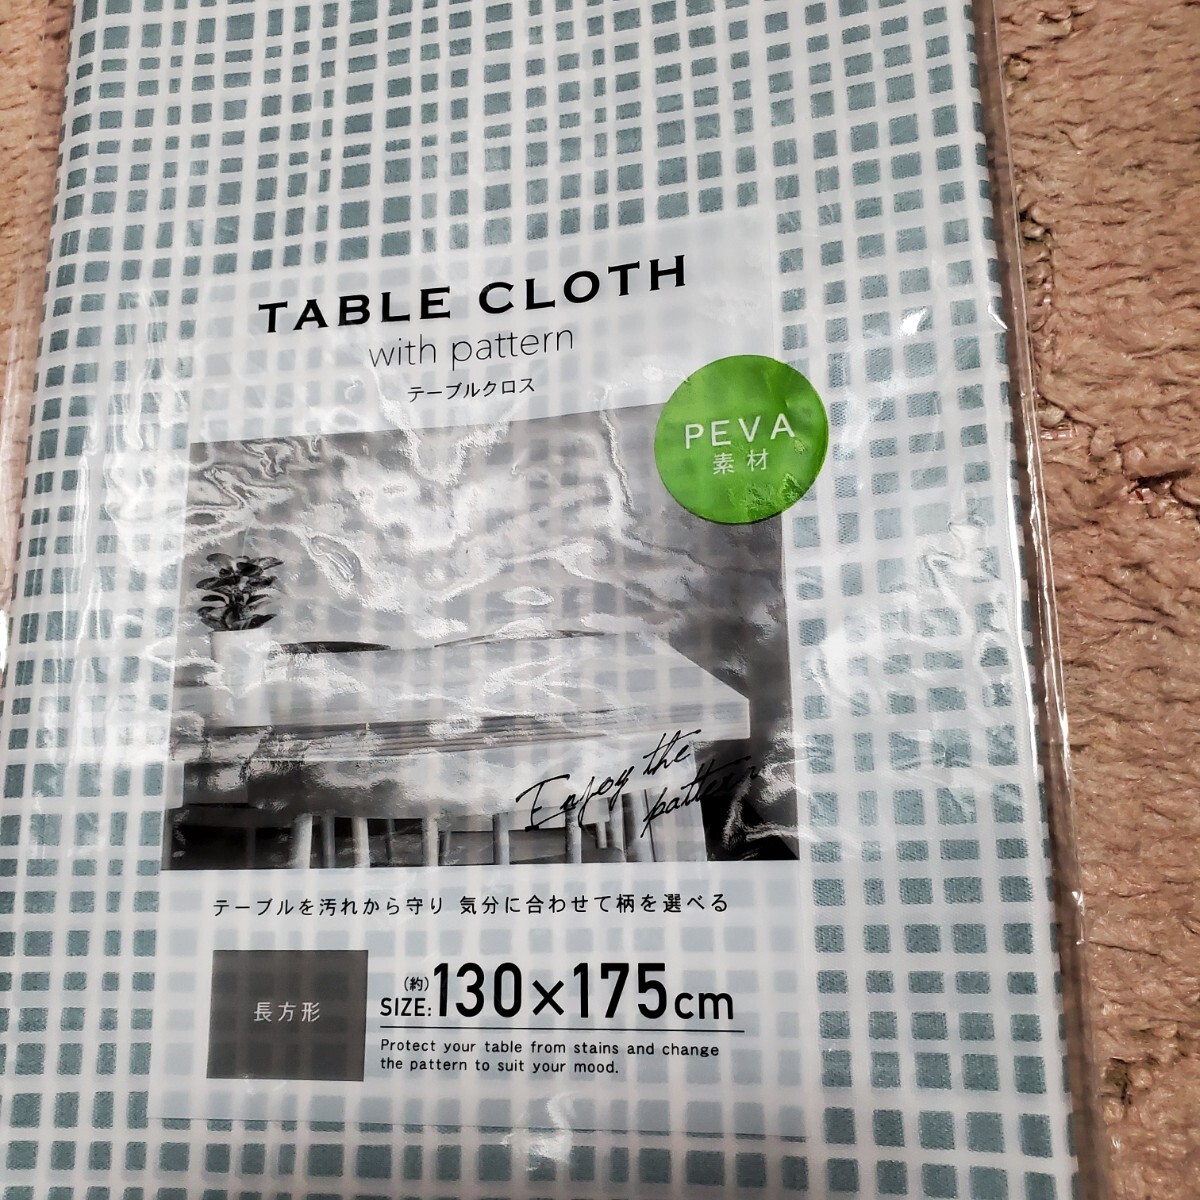 TABLE CLOTH
with pattern
テーブルクロス
PEVA
素材
Enjoy the
pattern
テーブルを汚れから守り 気分に合わせて柄を選べる
長方形
(約)
SIZE:130×175cm
Protect your table from stains and change
the pattern to suit your mood.